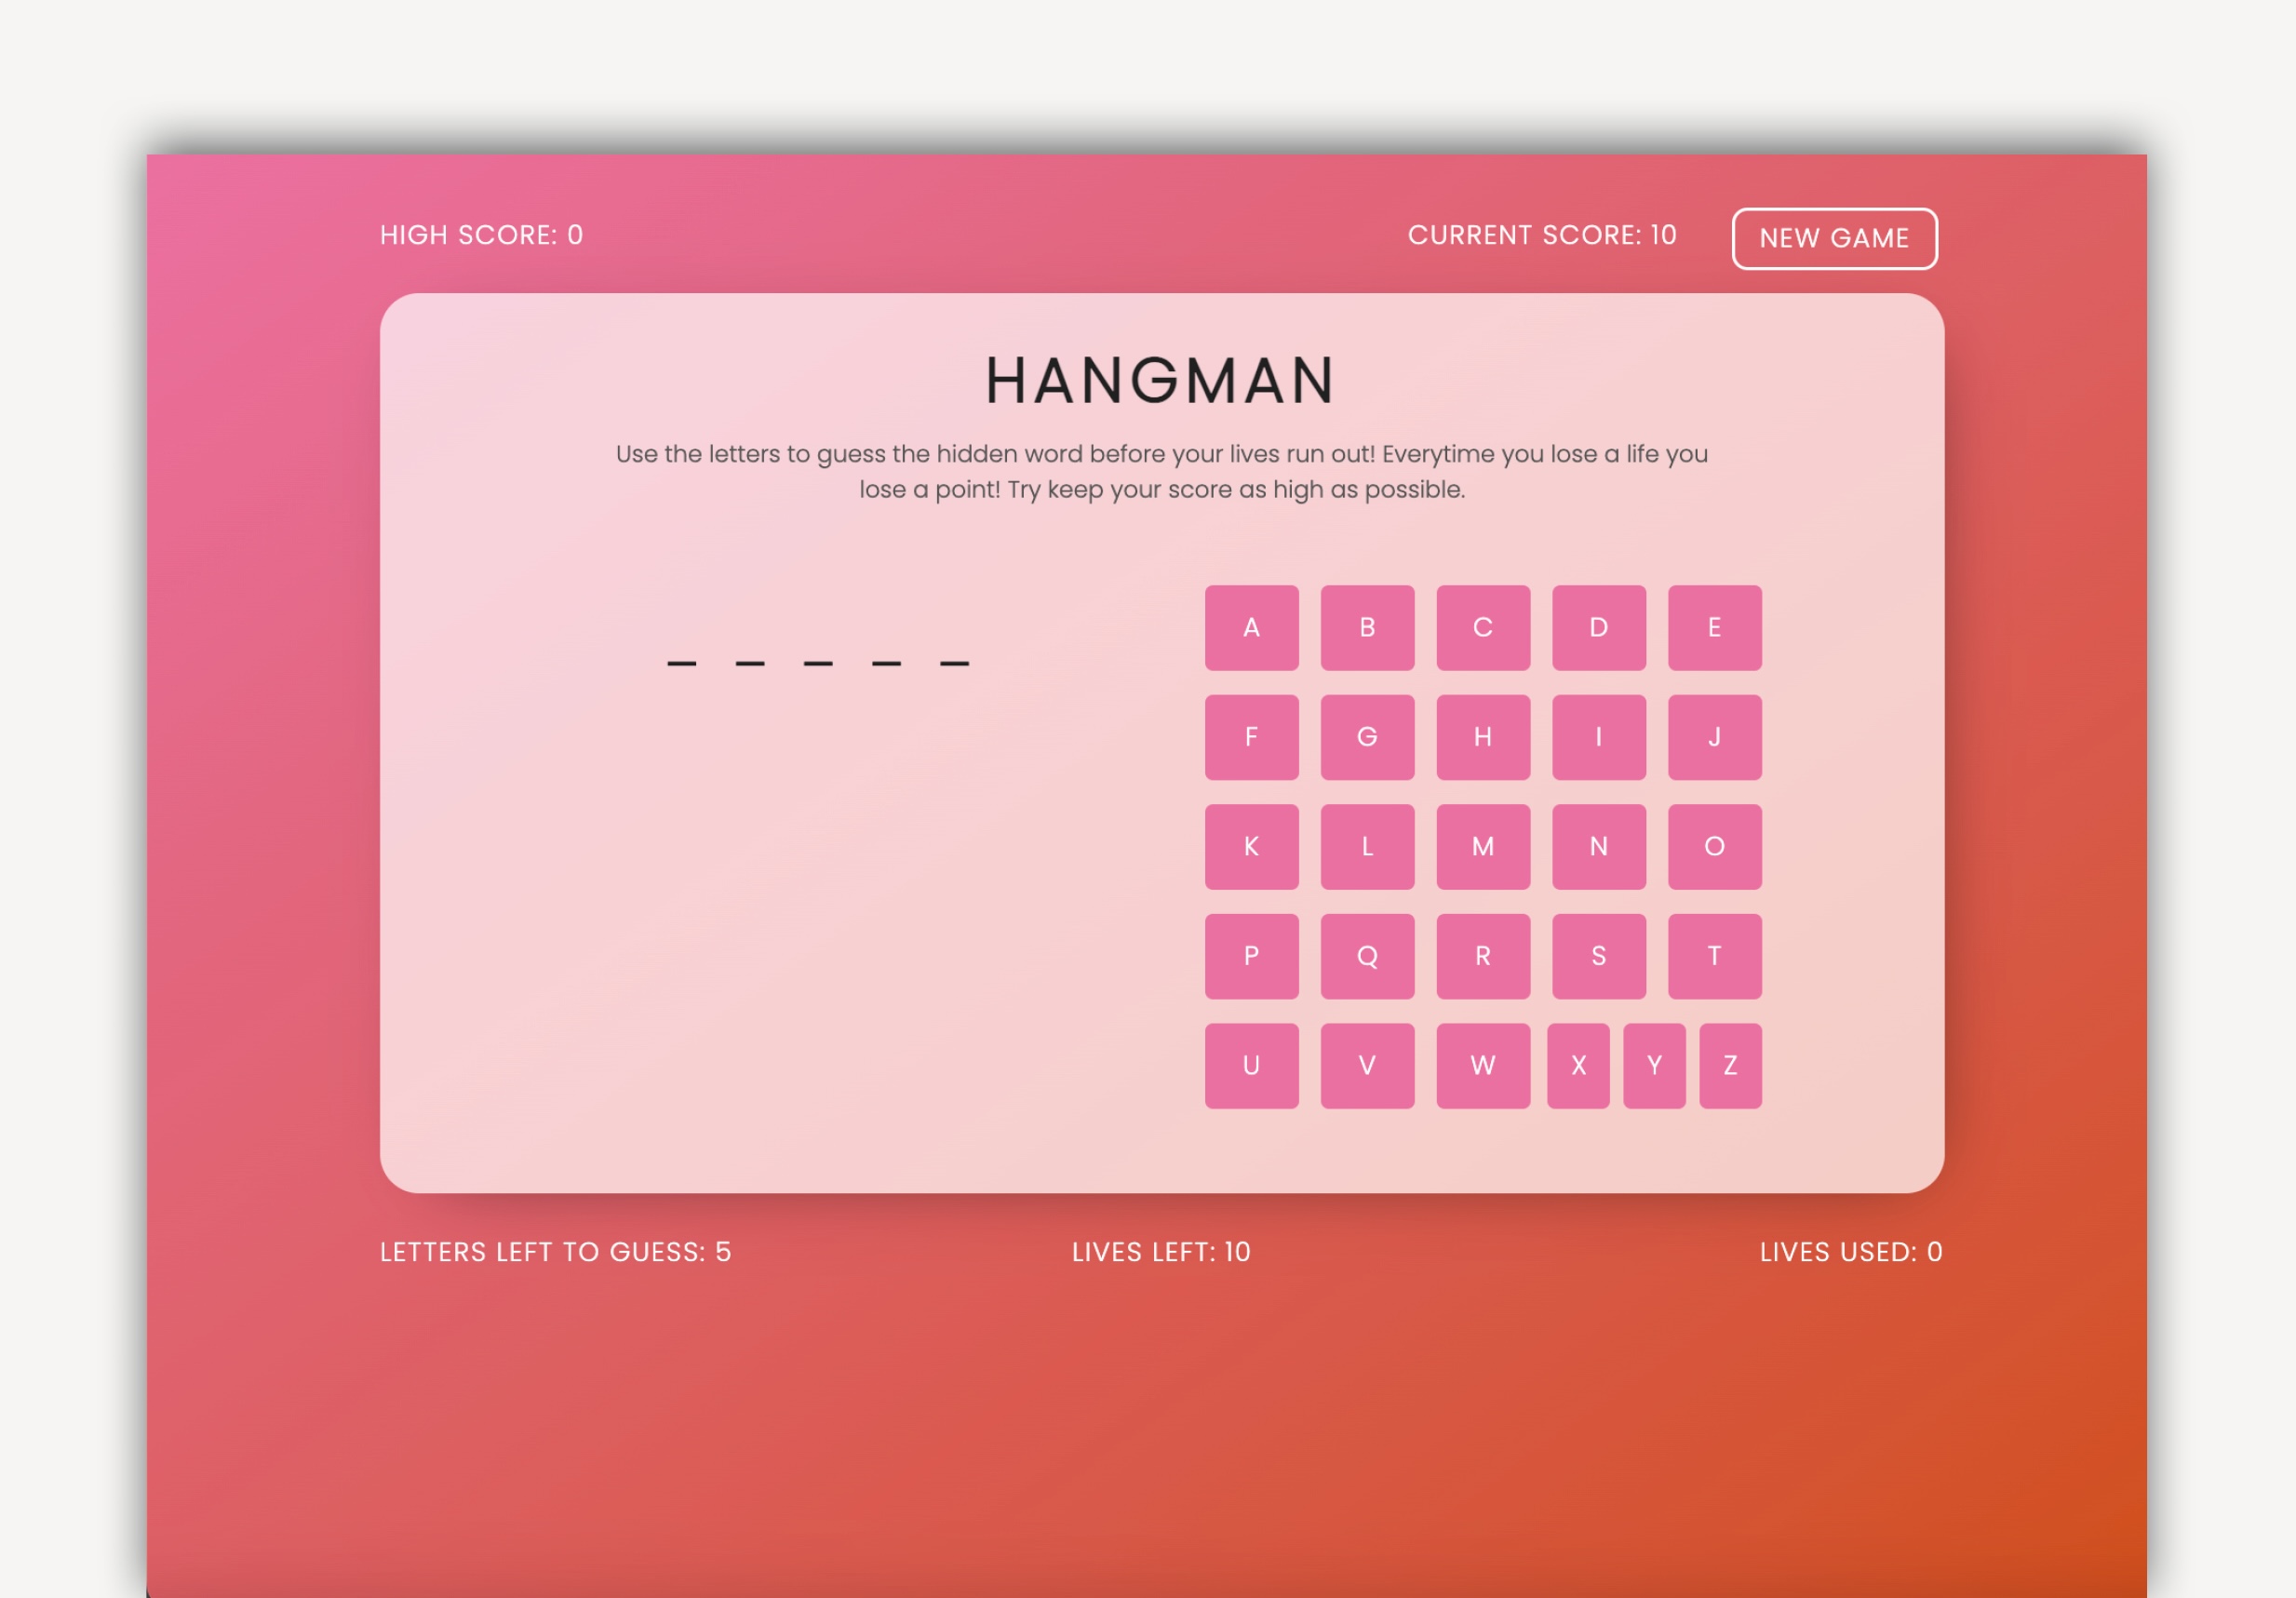 HIGH SCORE: 0
CURRENT SCORE: 10
NEW GAME
HANGMAN
Use the letters to guess the hidden word before your lives run out! Everytime you lose a life you
lose a point! Try keep your score as high as possible.
_ _ _ _ _
A B C D E
F G H I J
K L M N O
P Q R S T
U V W X Y Z
LETTERS LEFT TO GUESS: 5
LIVES LEFT: 10
LIVES USED: 0